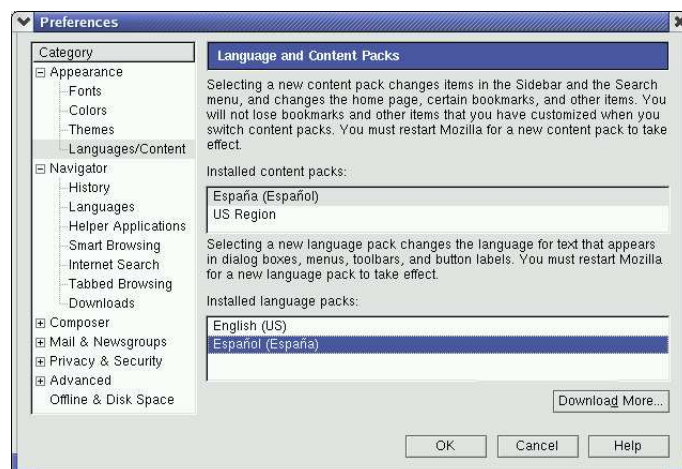 Preferences
Category
Appearance
Fonts
Colors
Themes
Languages/Content
Navigator
History
Languages
Helper Applications
Smart Browsing
Internet Search
Tabbed Browsing
Downloads
Composer
Mail & Newsgroups
Privacy & Security
Advanced
Offline & Disk Space
Language and Content Packs
Selecting a new content pack changes items in the Sidebar and the Search
menu, and changes the home page, certain bookmarks, and other items. You
will not lose bookmarks and other items that you have customized when you
switch content packs. You must restart Mozilla for a new content pack to take
effect.
Installed content packs:
España (Español)
US Region
Selecting a new language pack changes the language for text that appears
in dialog boxes, menus, toolbars, and button labels. You must restart Mozilla
for a new language pack to take effect.
Installed language packs:
English (US)
Español (España)
Download More...
OK
Cancel
Help